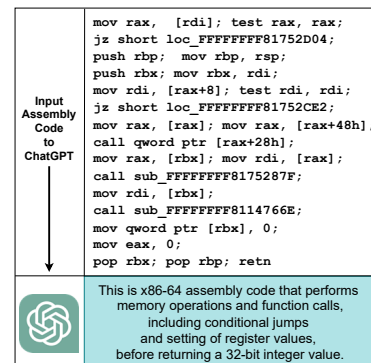 mov rax, [rdi]; test rax, rax;
jz short loc_FFFFFFFF81752D04;
push rbp; mov rbp, rsp;
push rbx; mov rbx, rdi;
mov rdi, [rax+8]; test rdi, rdi;
jz short loc_FFFFFFFF81752CE2;
mov rax, [rax]; mov rax, [rax+48h];
call qword ptr [rax+28h];
mov rax, [rbx]; mov rdi, [rax];
call sub_FFFFFFFF8175287F;
mov rdi, [rbx];
call sub_FFFFFFFF8114766E;
mov qword ptr [rbx], 0;
mov eax, 0;
pop rbx; pop rbp; retn
Input
Assembly
Code
to
ChatGPT
This is x86-64 assembly code that performs
memory operations and function calls,
including conditional jumps
and setting of register values,
before returning a 32-bit integer value.